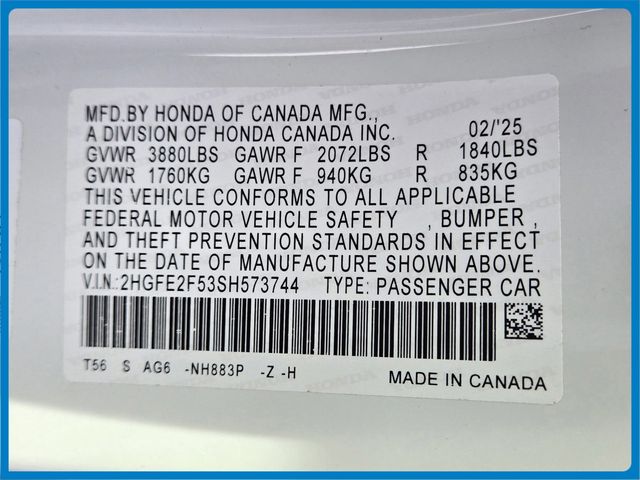 MFD.BY HONDA OF CANADA MFG.,
A DIVISION OF HONDA CANADA INC. 02/'25
GVWR 3880LBS GAWR F 2072LBS R 1840LBS
GVWR 1760KG GAWR F 940KG R 835KG
THIS VEHICLE CONFORMS TO ALL APPLICABLE
FEDERAL MOTOR VEHICLE SAFETY , BUMPER ,
AND THEFT PREVENTION STANDARDS IN EFFECT
ON THE DATE OF MANUFACTURE SHOWN ABOVE.
V.I.N.:2HGFE2F53SH573744 TYPE: PASSENGER CAR
T56 S AG6 -NH883P -Z -H
MADE IN CANADA